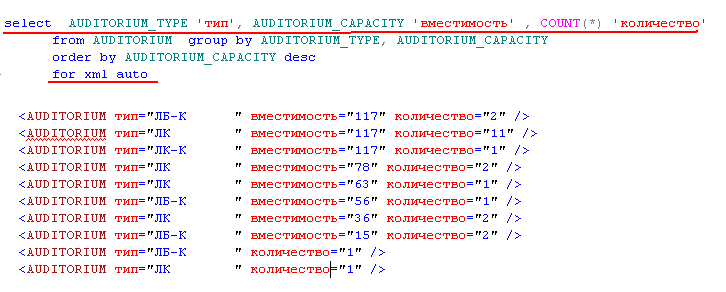 select AUDITORIUM_TYPE 'тип', AUDITORIUM_CAPACITY 'вместимость' , COUNT(*) 'количество'
from AUDITORIUM group by AUDITORIUM_TYPE, AUDITORIUM_CAPACITY
order by AUDITORIUM_CAPACITY desc
for xml auto
<AUDITORIUM тип="ЛБ-К      " вместимость="117" количество="2" />
<AUDITORIUM тип="ЛК        " вместимость="117" количество="11" />
<AUDITORIUM тип="ЛК-К      " вместимость="117" количество="1" />
<AUDITORIUM тип="ЛК        " вместимость="78" количество="2" />
<AUDITORIUM тип="ЛК        " вместимость="63" количество="1" />
<AUDITORIUM тип="ЛБ-К      " вместимость="56" количество="1" />
<AUDITORIUM тип="ЛК        " вместимость="36" количество="2" />
<AUDITORIUM тип="ЛБ-К      " вместимость="15" количество="2" />
<AUDITORIUM тип="ЛБ-К      " количество="1" />
<AUDITORIUM тип="ЛК        " количество="1" />